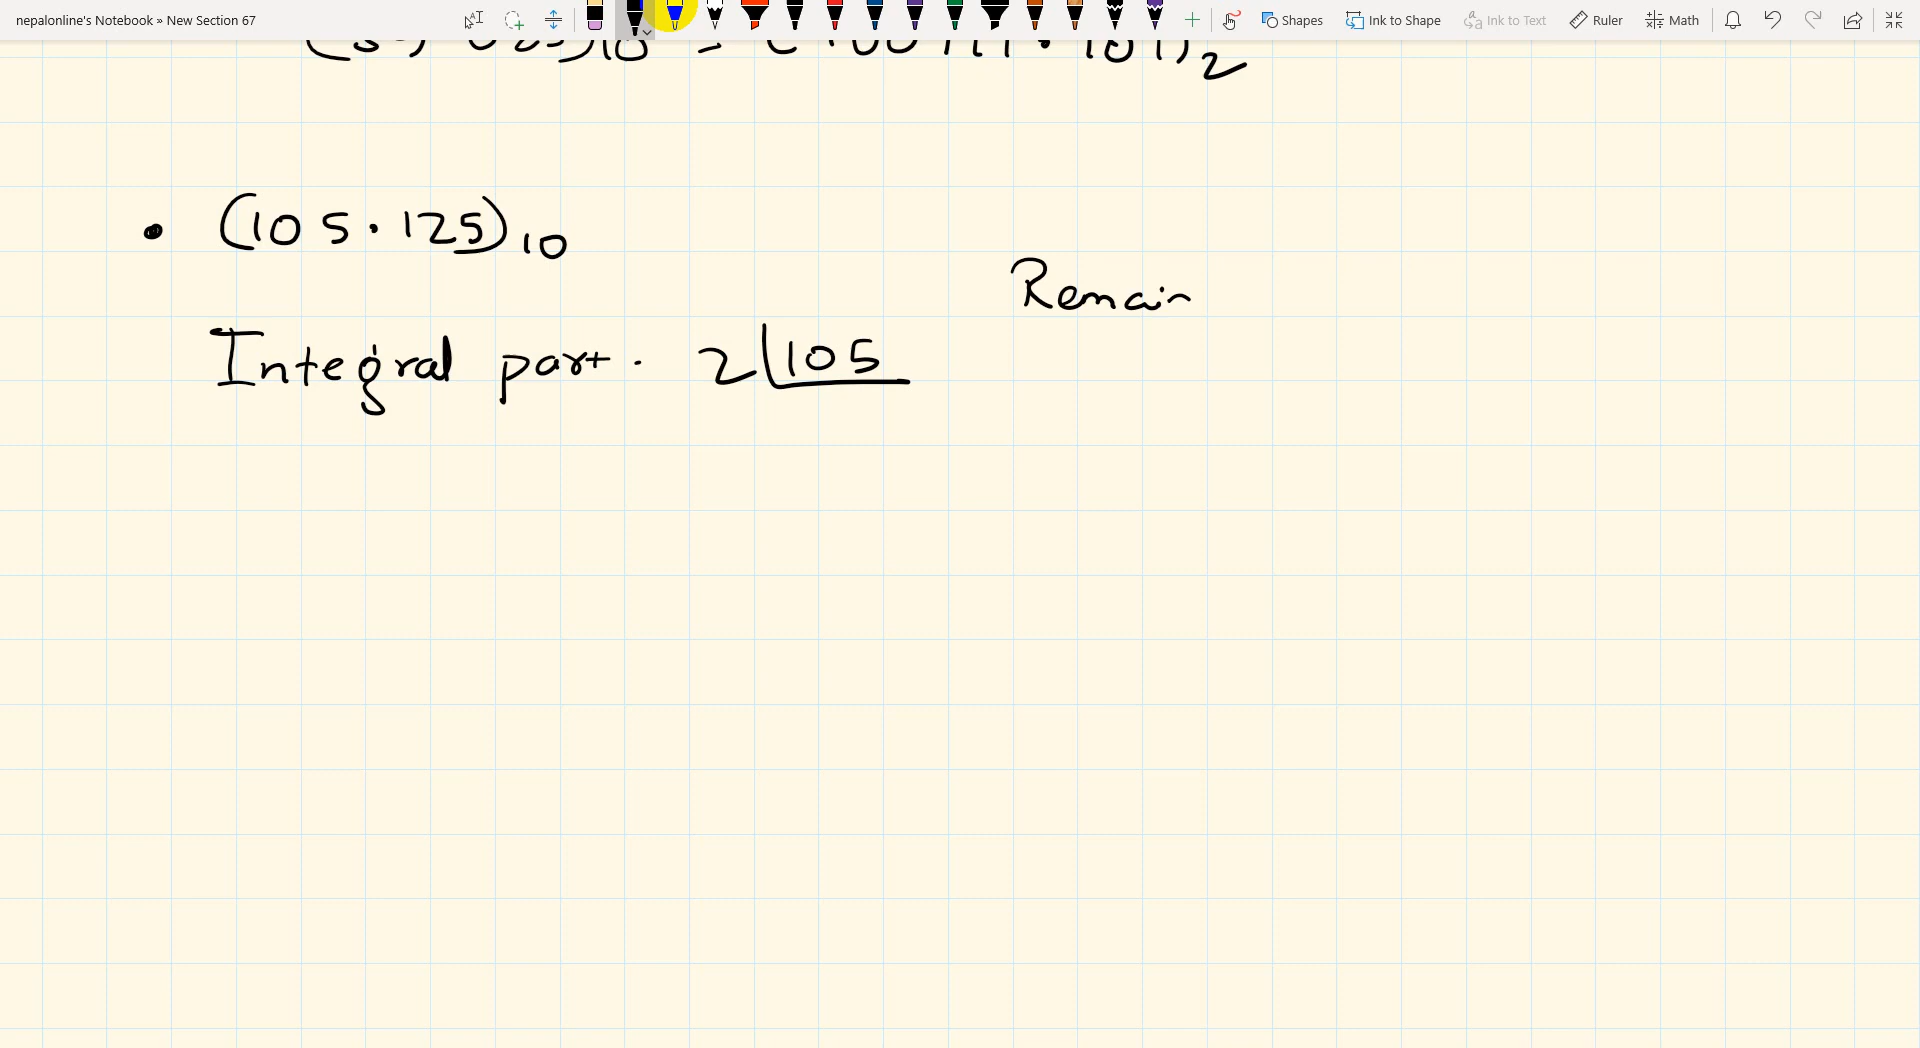 nepalonline's Notebook » New Section 67
Shapes Ink to Shape Ink to Text Ruler Math
• (105.125)10
Remain
Integral part. 2 105